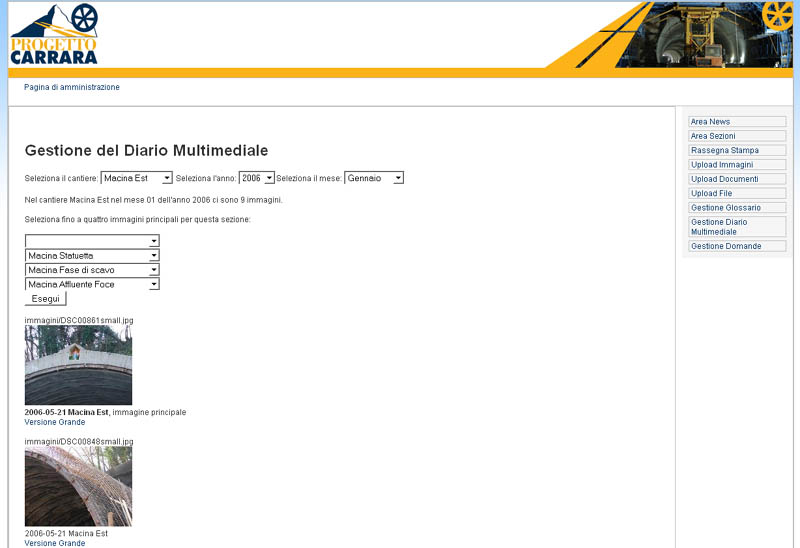 PROGETTO
CARRARA
Pagina di amministrazione
Gestione del Diario Multimediale
Seleziona il cantiere: Macina Est Seleziona l'anno: 2006 Seleziona il mese: Gennaio
Nel cantiere Macina Est nel mese 01 dell'anno 2006 ci sono 9 immagini.
Seleziona fino a quattro immagini principali per questa sezione:
Macina Statuetta
Macina Fase di scavo
Macina Affluente Foce
Esegui
immagini/DSC00861small.jpg
2006-05-21 Macina Est, immagine principale
Versione Grande
immagini/DSC00848small.jpg
2006-05-21 Macina Est
Versione Grande
Area News
Area Sezioni
Rassegna Stampa
Upload Immagini
Upload Documenti
Upload File
Gestione Glossario
Gestione Diario
Multimediale
Gestione Domande